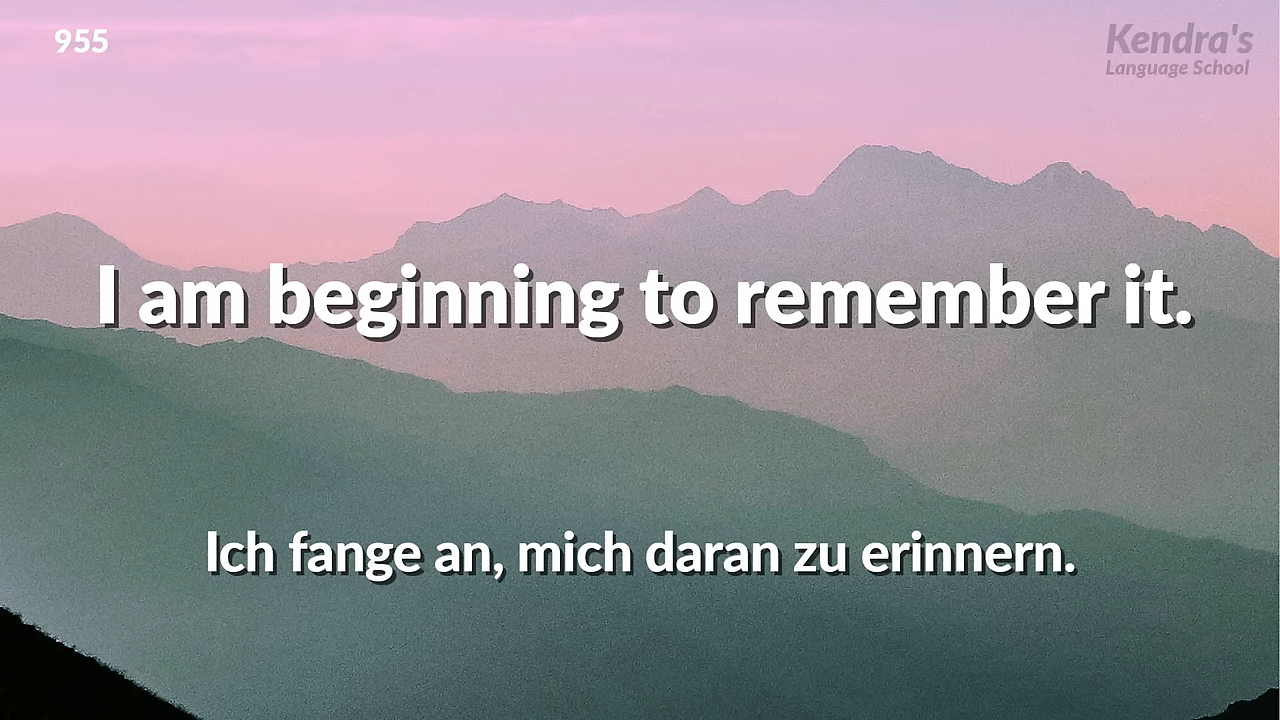 955
Kendra's
Language School
I am beginning to remember it.
Ich fange an, mich daran zu erinnern.